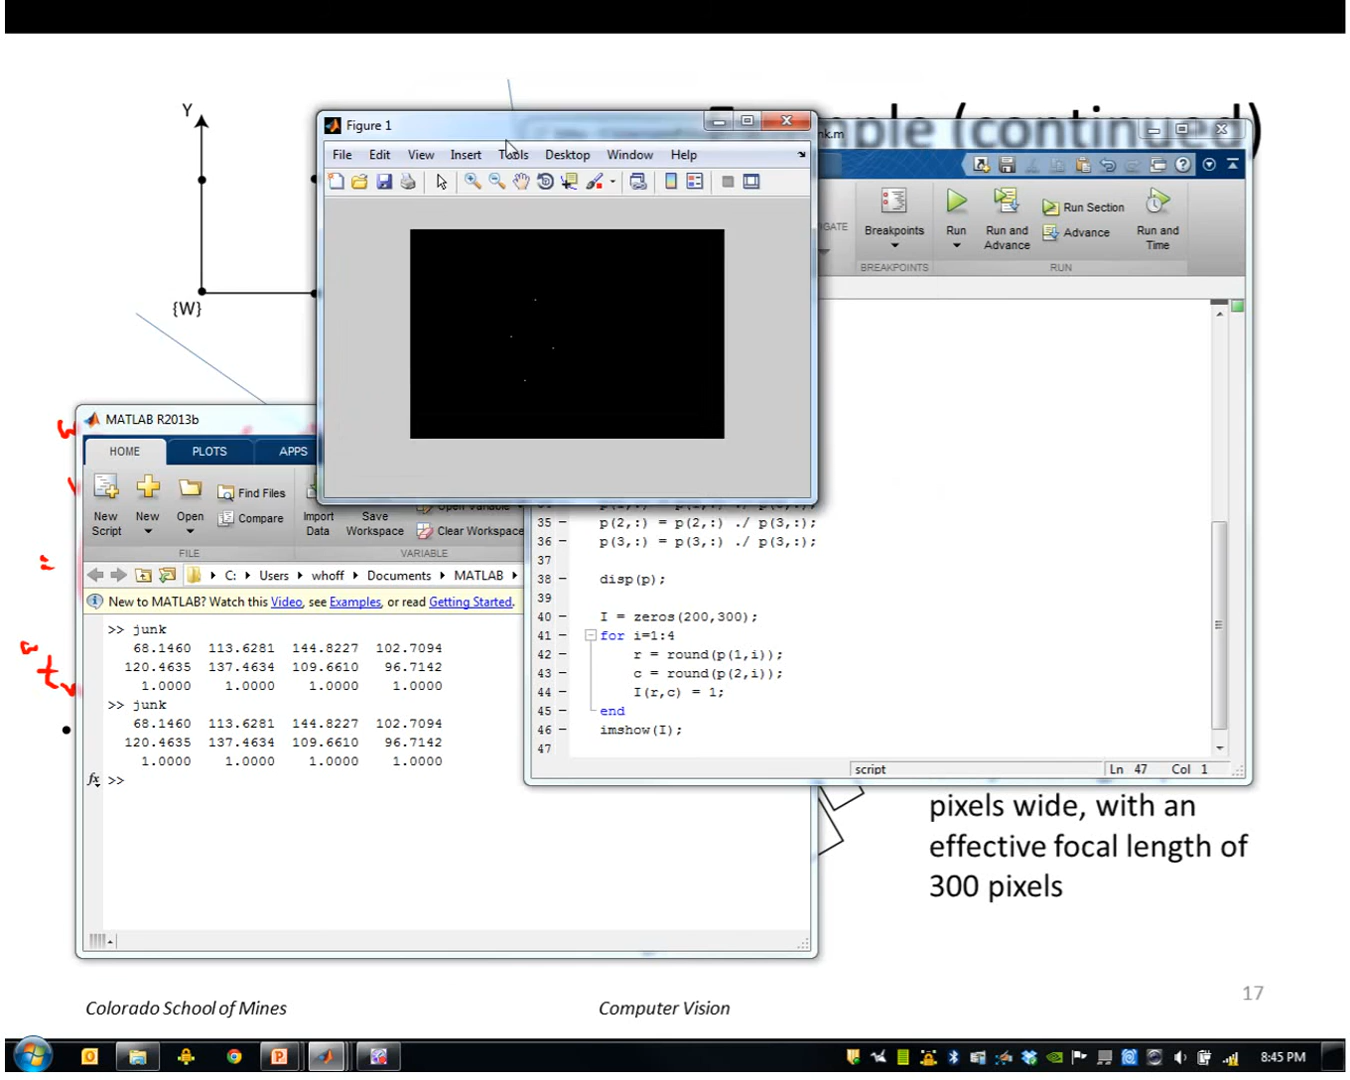 Y
Example (continued)
{W}
Figure 1
File Edit View Insert Tools Desktop Window Help
nk.m
Breakpoints
Run
Run and
Advance
Run Section
Advance
Run and
Time
BREAKPOINTS
RUN
MATLAB R2013b
HOME PLOTS APPS
New
Script
New
Open
Find Files
Compare
Import
Data
Save
Workspace
Open Variable
Clear Workspace
FILE
VARIABLE
C: Users whoff Documents MATLAB
New to MATLAB? Watch this Video, see Examples, or read Getting Started.
>> junk
68.1460 113.6281 144.8227 102.7094
120.4635 137.4634 109.6610 96.7142
1.0000 1.0000 1.0000 1.0000
>> junk
68.1460 113.6281 144.8227 102.7094
120.4635 137.4634 109.6610 96.7142
1.0000 1.0000 1.0000 1.0000
fx >>
35 – p(2,:) = p(2,:) ./ p(3,:);
36 – p(3,:) = p(3,:) ./ p(3,:);
37
38 – disp(p);
39
40 – I = zeros(200,300);
41 – for i=1:4
42 – r = round(p(1,i));
43 – c = round(p(2,i));
44 – I(r,c) = 1;
45 – end
46 – imshow(I);
47
script
Ln 47 Col 1
pixels wide, with an
effective focal length of
300 pixels
17
Colorado School of Mines
Computer Vision
8:45 PM